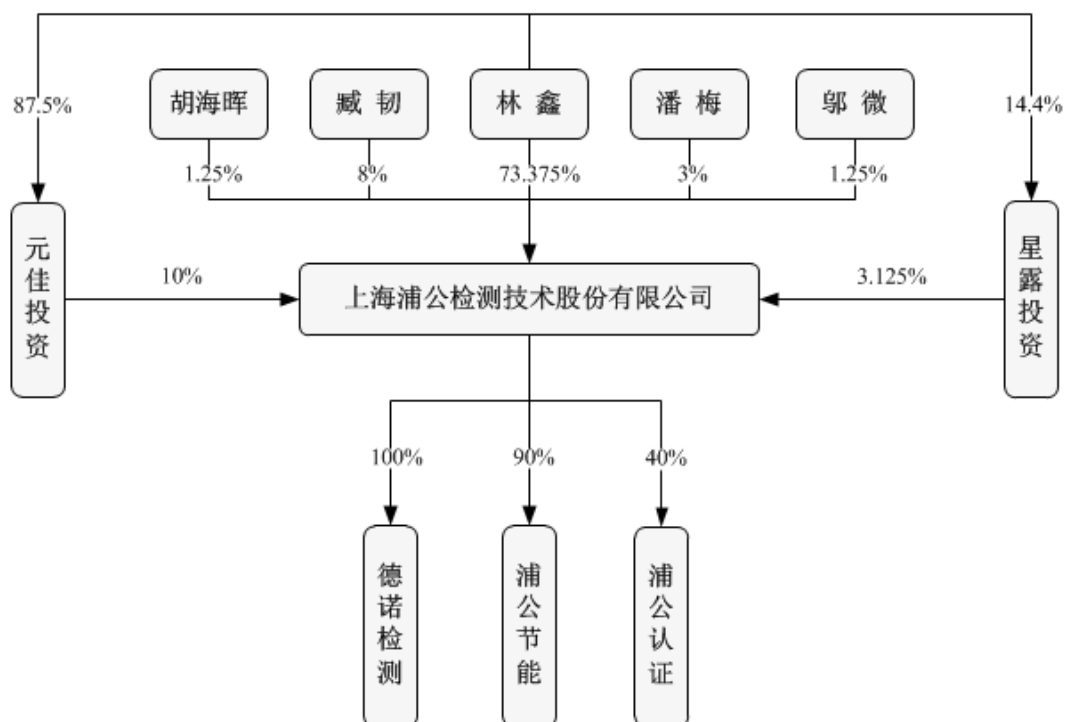 87.5%
胡海晖
臧 韧
林 鑫
潘 梅
邬 微
14.4%
1.25%
8%
73.375%
3%
1.25%
元佳投资
10%
上海浦公检测技术股份有限公司
3.125%
星露投资
100%
90%
40%
德诺检测
浦公节能
浦公认证